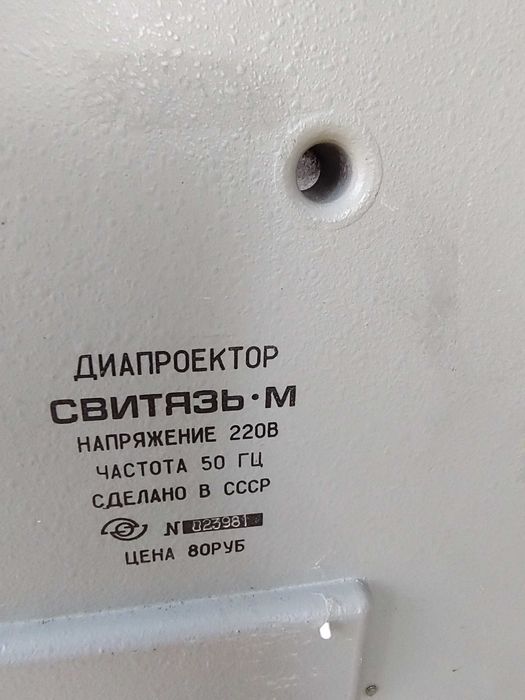 ДИАПРОЕКТОР
СВИТЯЗЬ·М
НАПРЯЖЕНИЕ 220В
ЧАСТОТА 50 ГЦ
СДЕЛАНО В СССР
N 023981
ЦЕНА 80РУБ